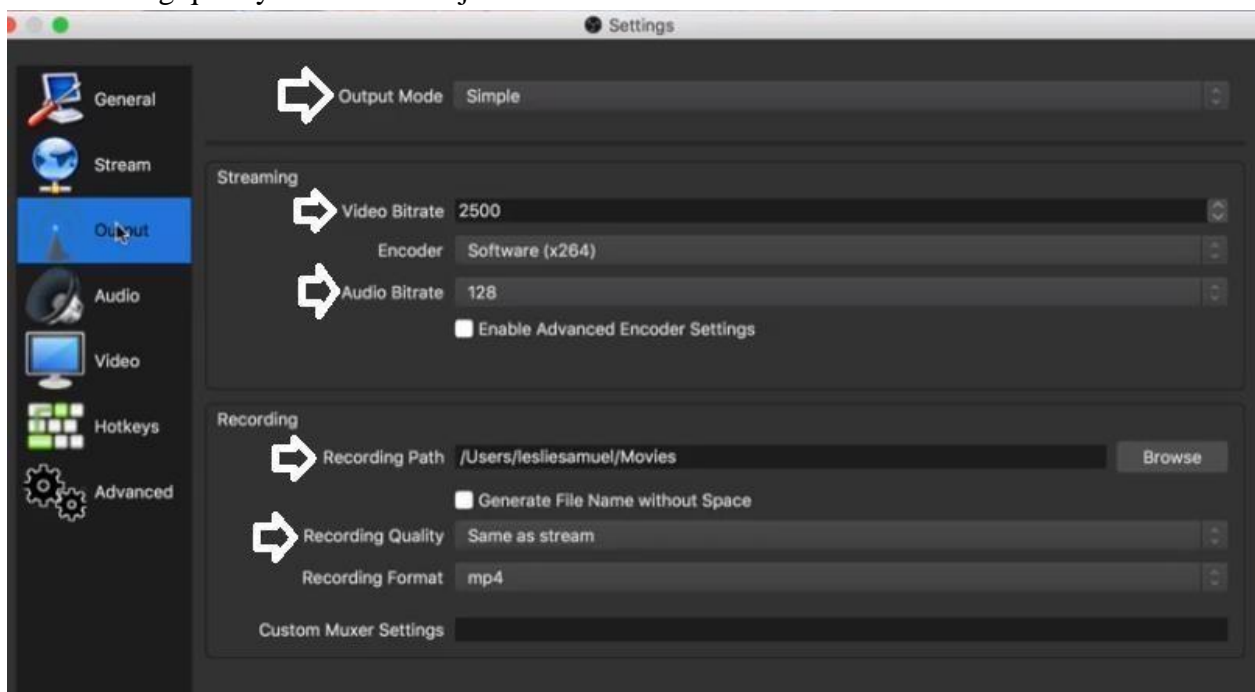 Settings
General
Output Mode Simple
Stream
Streaming
Video Bitrate 2500
Output
Encoder Software (x264)
Audio
Audio Bitrate 128
Enable Advanced Encoder Settings
Video
Hotkeys
Recording
Recording Path /Users/lesliesamuel/Movies Browse
Advanced
Generate File Name without Space
Recording Quality Same as stream
Recording Format mp4
Custom Muxer Settings